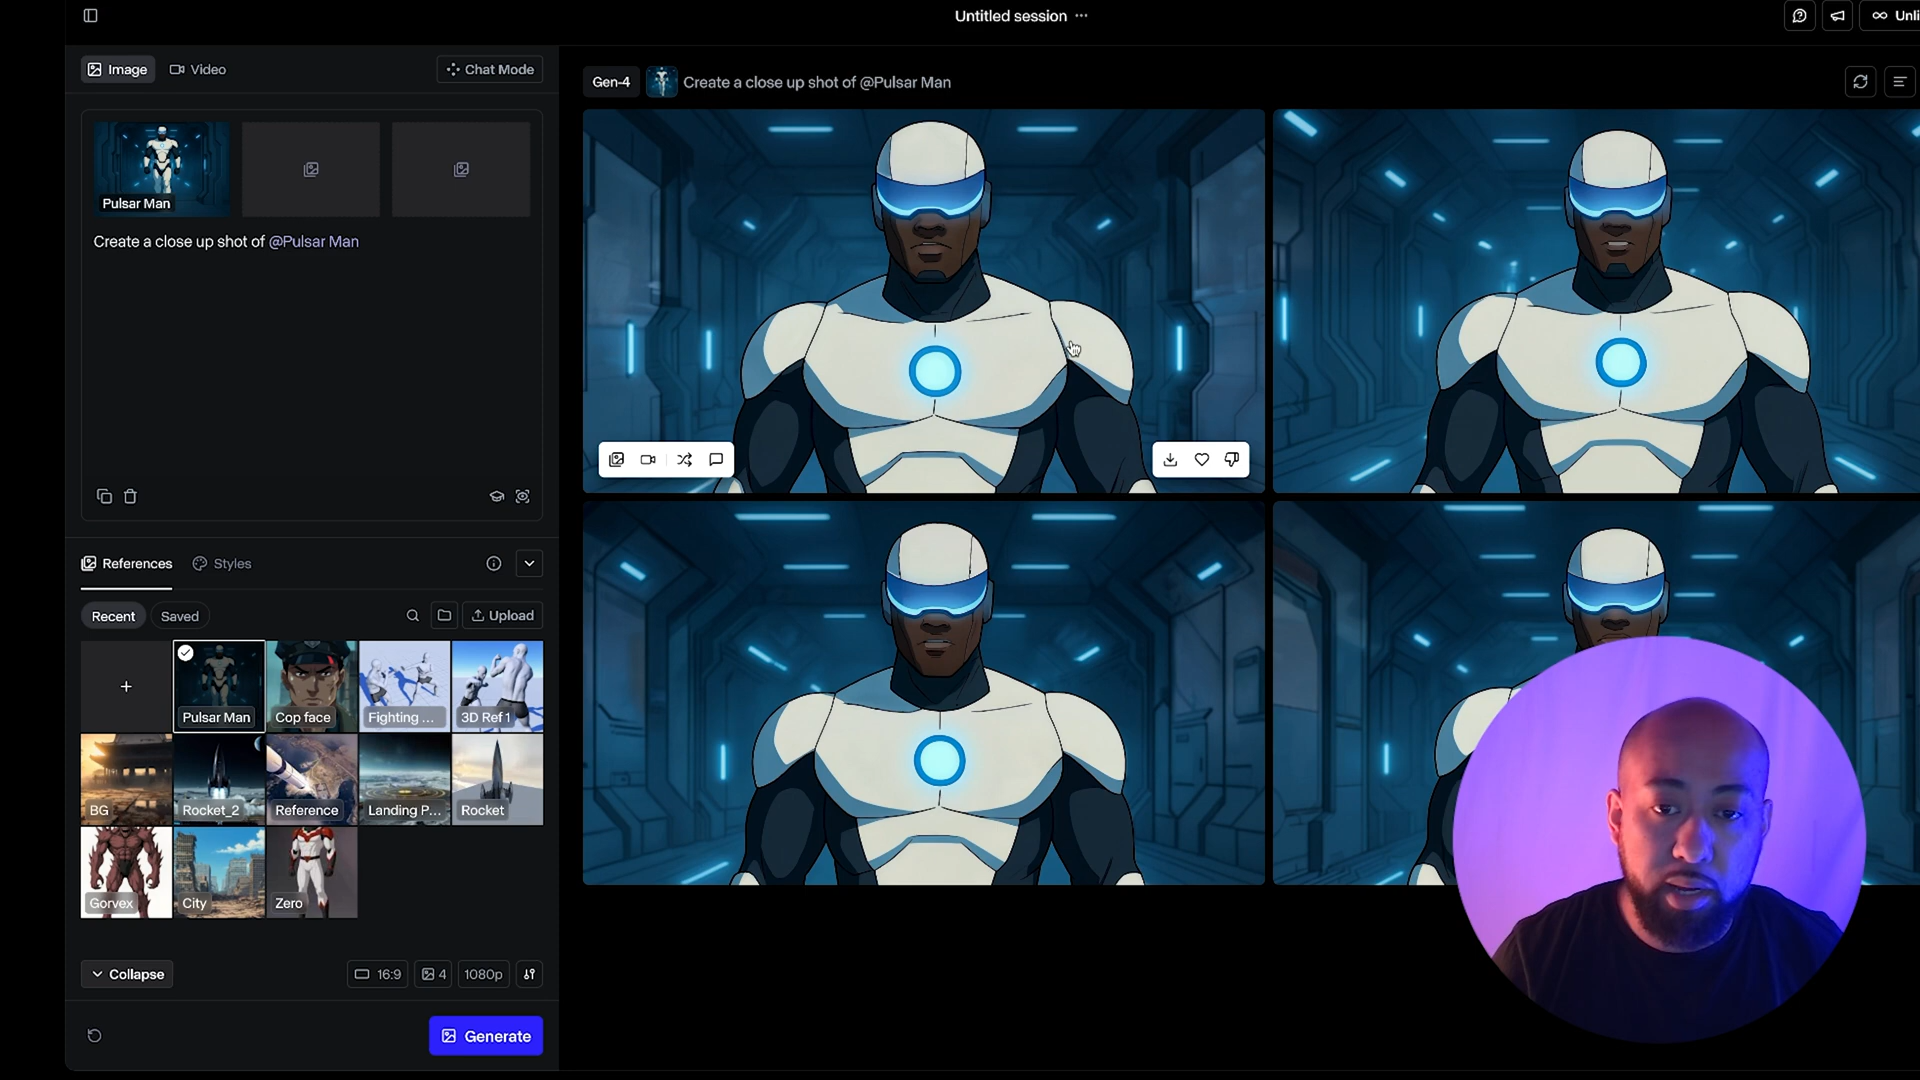 Untitled session ···
Unli
Image
Video
Chat Mode
Gen-4
Create a close up shot of @Pulsar Man
Pulsar Man
Create a close up shot of @Pulsar Man
References
Styles
Recent
Saved
Upload
Pulsar Man
Cop face
Fighting ...
3D Ref 1
BG
Rocket_2
Reference
Landing P...
Rocket
Gorvex
City
Zero
Collapse
16:9
4
1080p
Generate